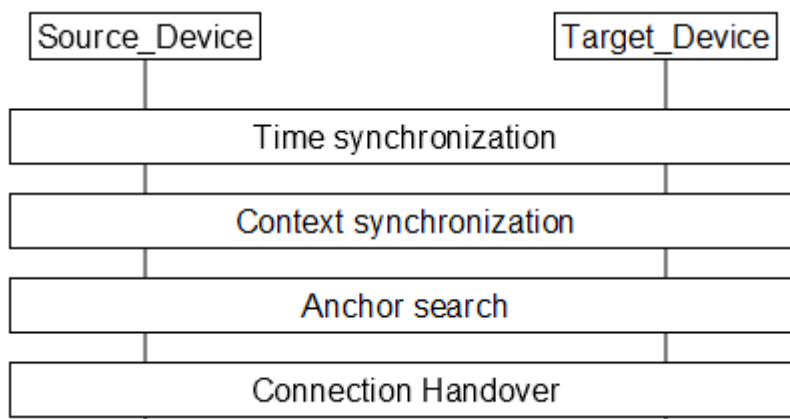 Source_Device
Target_Device
Time synchronization
Context synchronization
Anchor search
Connection Handover